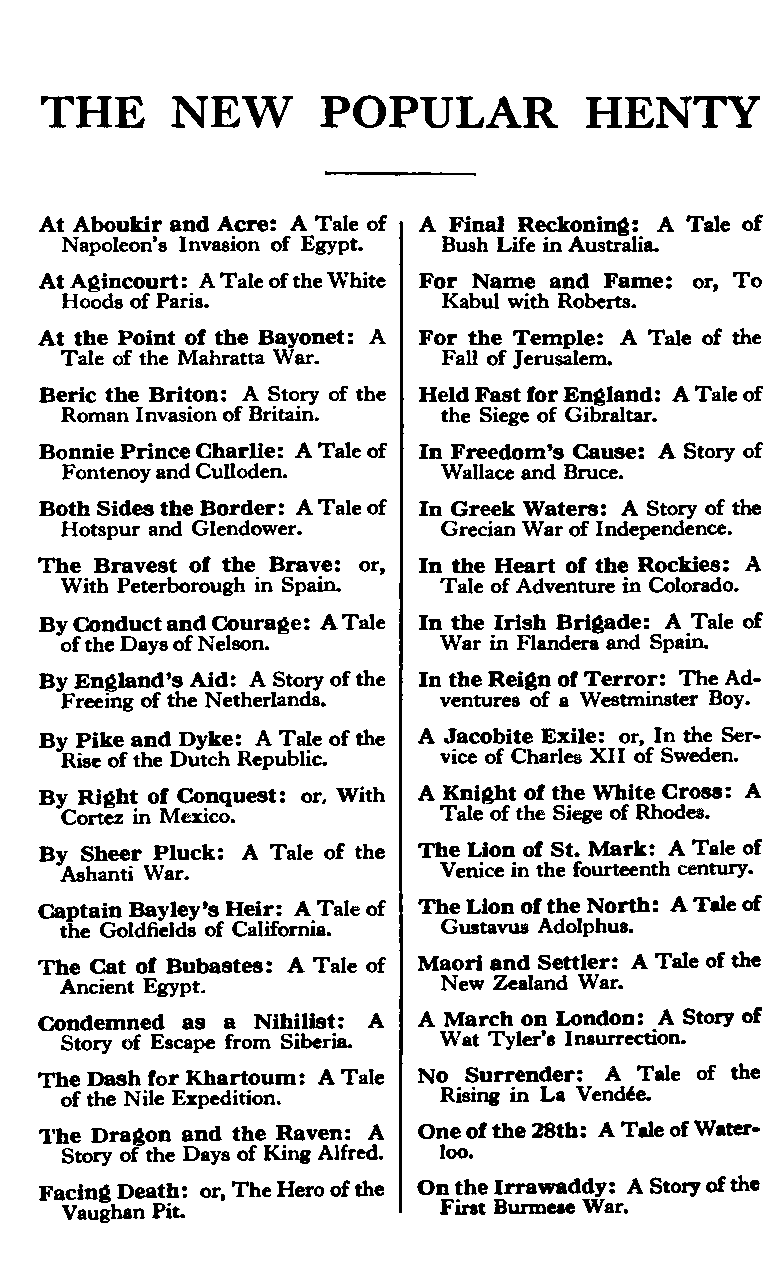 THE NEW POPULAR HENTY
At Aboukir and Acre: A Tale of
Napoleon's Invasion of Egypt.
At Agincourt: A Tale of the White
Hoods of Paris.
At the Point of the Bayonet: A
Tale of the Mahratta War.
Beric the Briton: A Story of the
Roman Invasion of Britain.
Bonnie Prince Charlie: A Tale of
Fontenoy and Culloden.
Both Sides the Border: A Tale of
Hotspur and Glendower.
The Bravest of the Brave: or,
With Peterborough in Spain.
By Conduct and Courage: A Tale
of the Days of Nelson.
By England's Aid: A Story of the
Freeing of the Netherlands.
By Pike and Dyke: A Tale of the
Rise of the Dutch Republic.
By Right of Conquest: or, With
Cortez in Mexico.
By Sheer Pluck: A Tale of the
Ashanti War.
Captain Bayley's Heir: A Tale of
the Goldfields of California.
The Cat of Bubastes: A Tale of
Ancient Egypt.
Condemned as a Nihilist: A
Story of Escape from Siberia.
The Dash for Khartoum: A Tale
of the Nile Expedition.
The Dragon and the Raven: A
Story of the Days of King Alfred.
Facing Death: or, The Hero of the
Vaughan Pit.
A Final Reckoning: A Tale of
Bush Life in Australia.
For Name and Fame: or, To
Kabul with Roberts.
For the Temple: A Tale of the
Fall of Jerusalem.
Held Fast for England: A Tale of
the Siege of Gibraltar.
In Freedom's Cause: A Story of
Wallace and Bruce.
In Greek Waters: A Story of the
Grecian War of Independence.
In the Heart of the Rockies: A
Tale of Adventure in Colorado.
In the Irish Brigade: A Tale of
War in Flanders and Spain.
In the Reign of Terror: The Ad-
ventures of a Westminster Boy.
A Jacobite Exile: or, In the Ser-
vice of Charles XII of Sweden.
A Knight of the White Cross: A
Tale of the Siege of Rhodes.
The Lion of St. Mark: A Tale of
Venice in the fourteenth century.
The Lion of the North: A Tale of
Gustavus Adolphus.
Maori and Settler: A Tale of the
New Zealand War.
A March on London: A Story of
Wat Tyler's Insurrection.
No Surrender: A Tale of the
Rising in La Vendée.
One of the 28th: A Tale of Water-
loo.
On the Irrawaddy: A Story of the
First Burmese War.